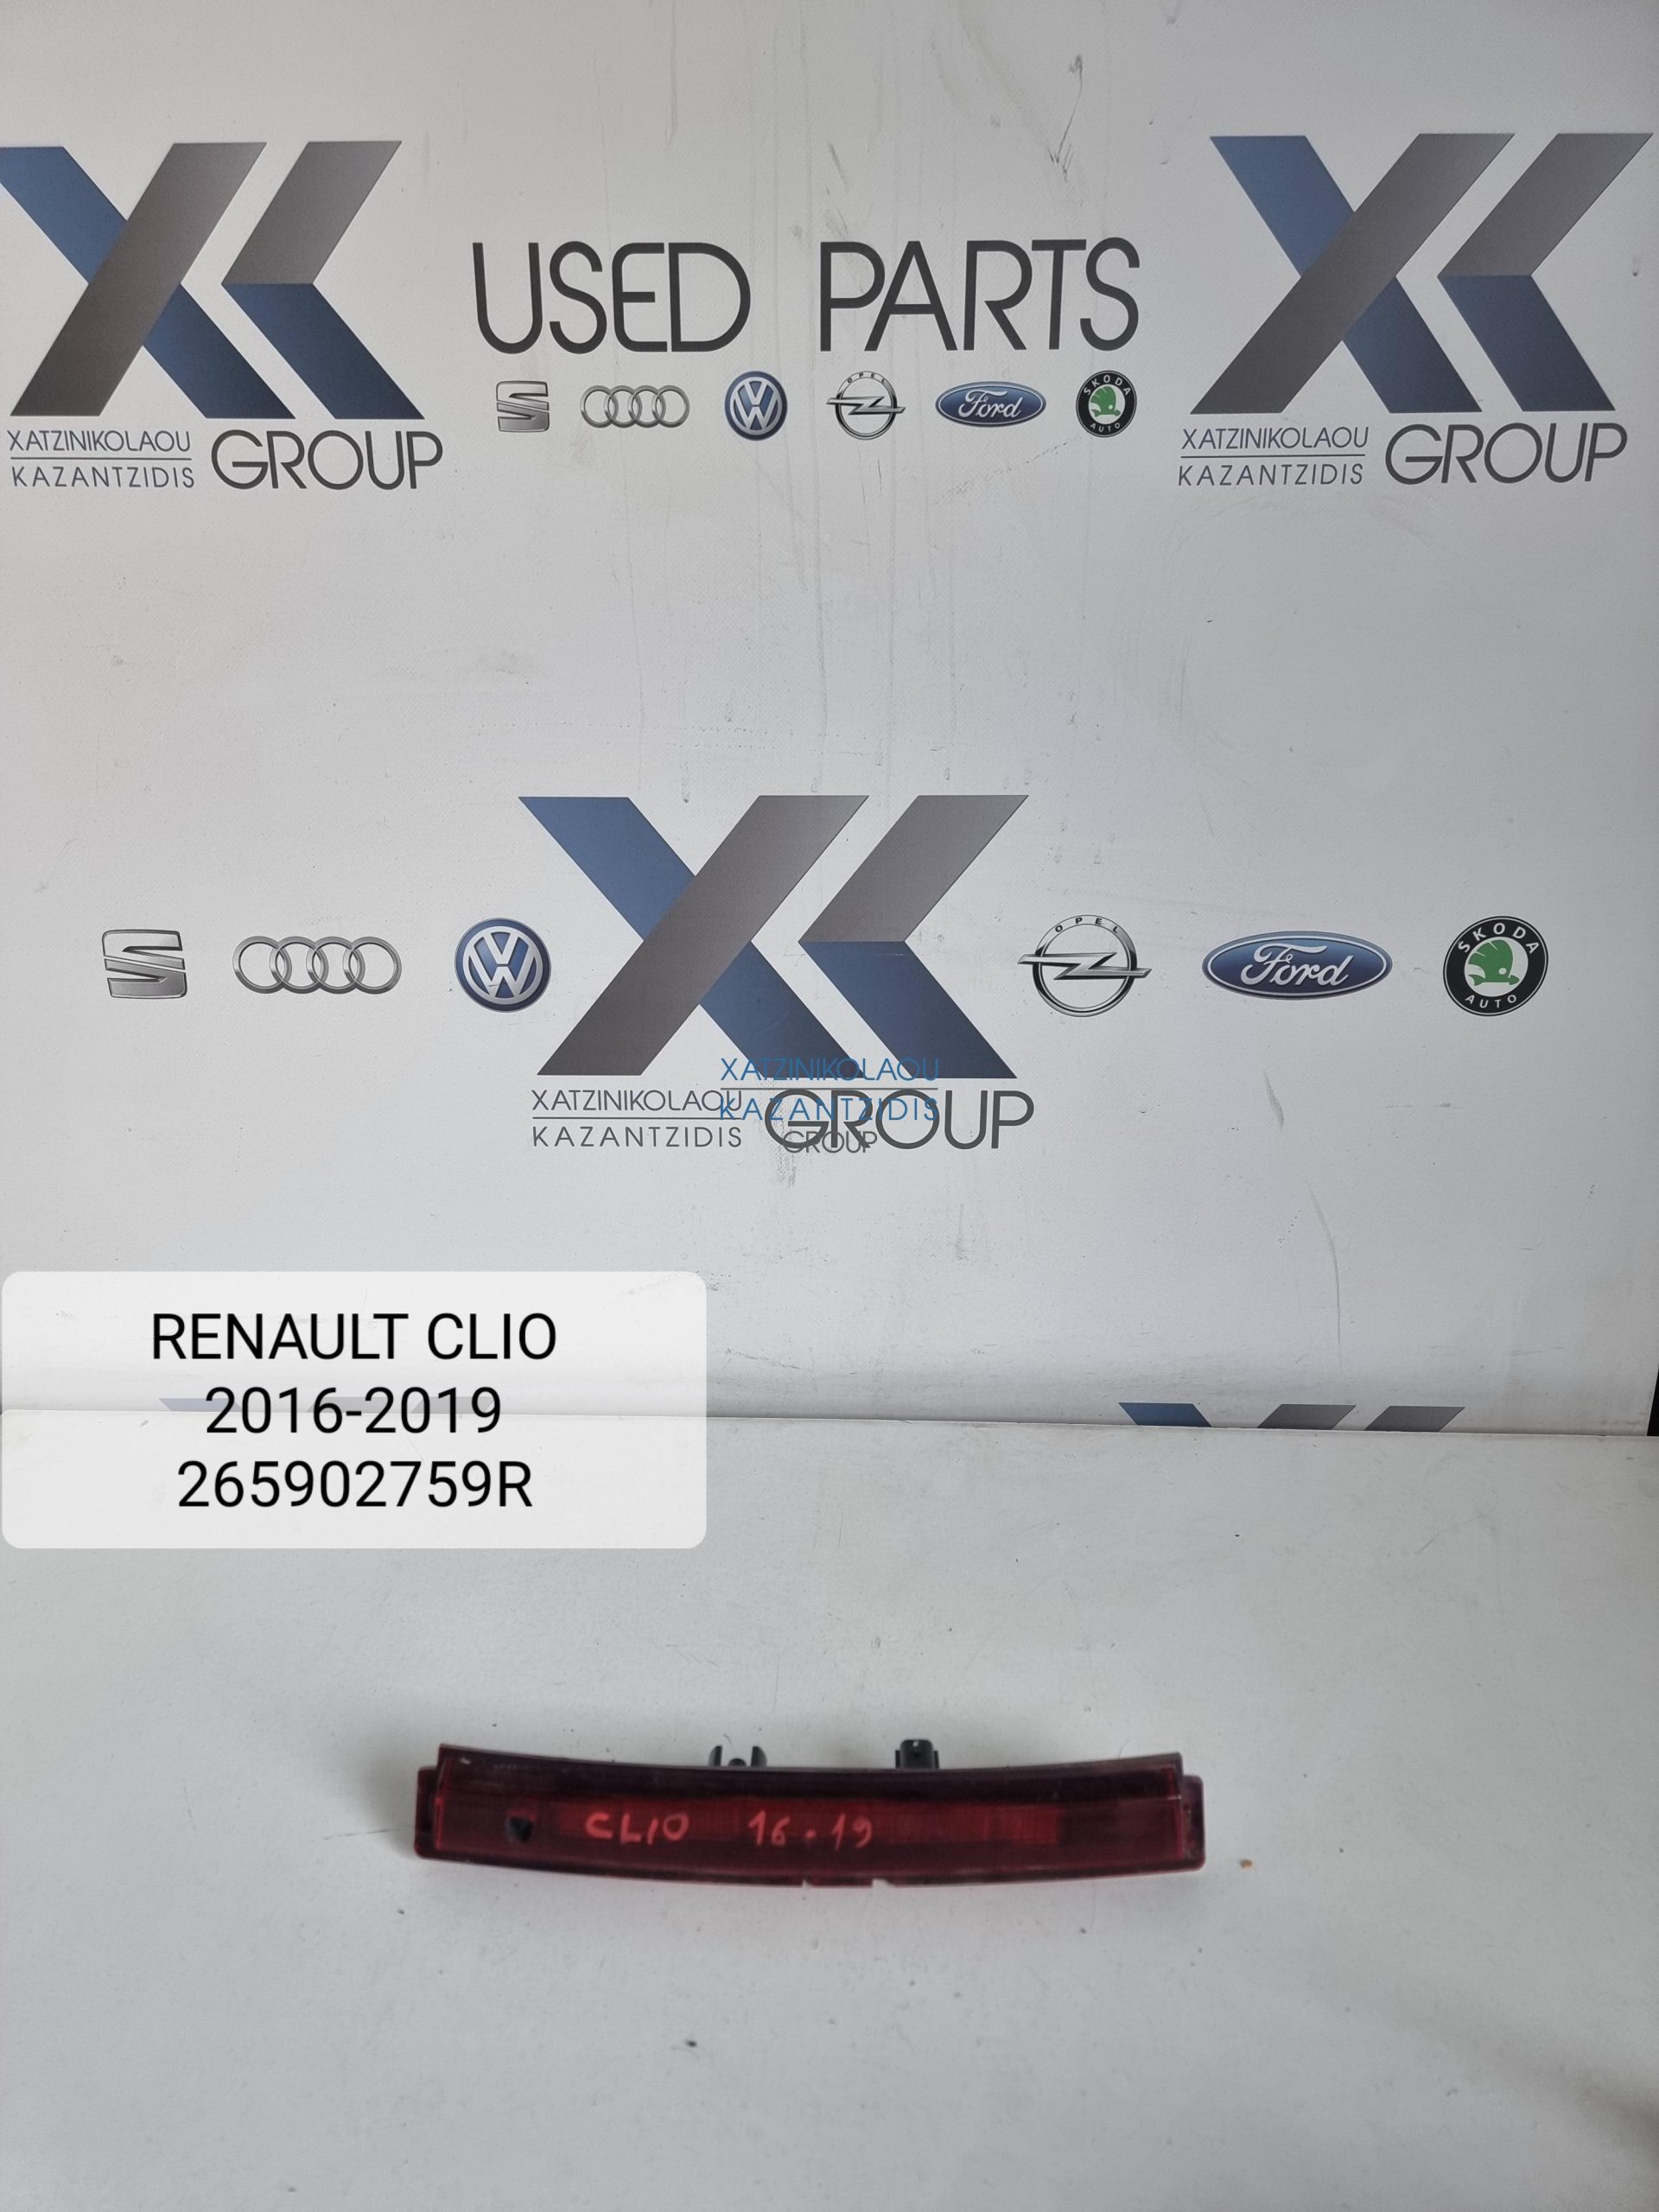 USED PARTS
OPEL
Ford
SKODA
AUTO
XATZINIKOLAOU
KAZANTZIDIS
GROUP
XATZINIKOLAOU
KAZANTZIDIS
GROUP
OPEL
Ford
SKODA
AUTO
XATZINIKOLAOU
KAZANTZIDIS
GROUP
XATZINIKOLAOU
KAZANTZIDIS
GROUP
RENAULT CLIO
2016-2019
265902759R
CLIO 16-19